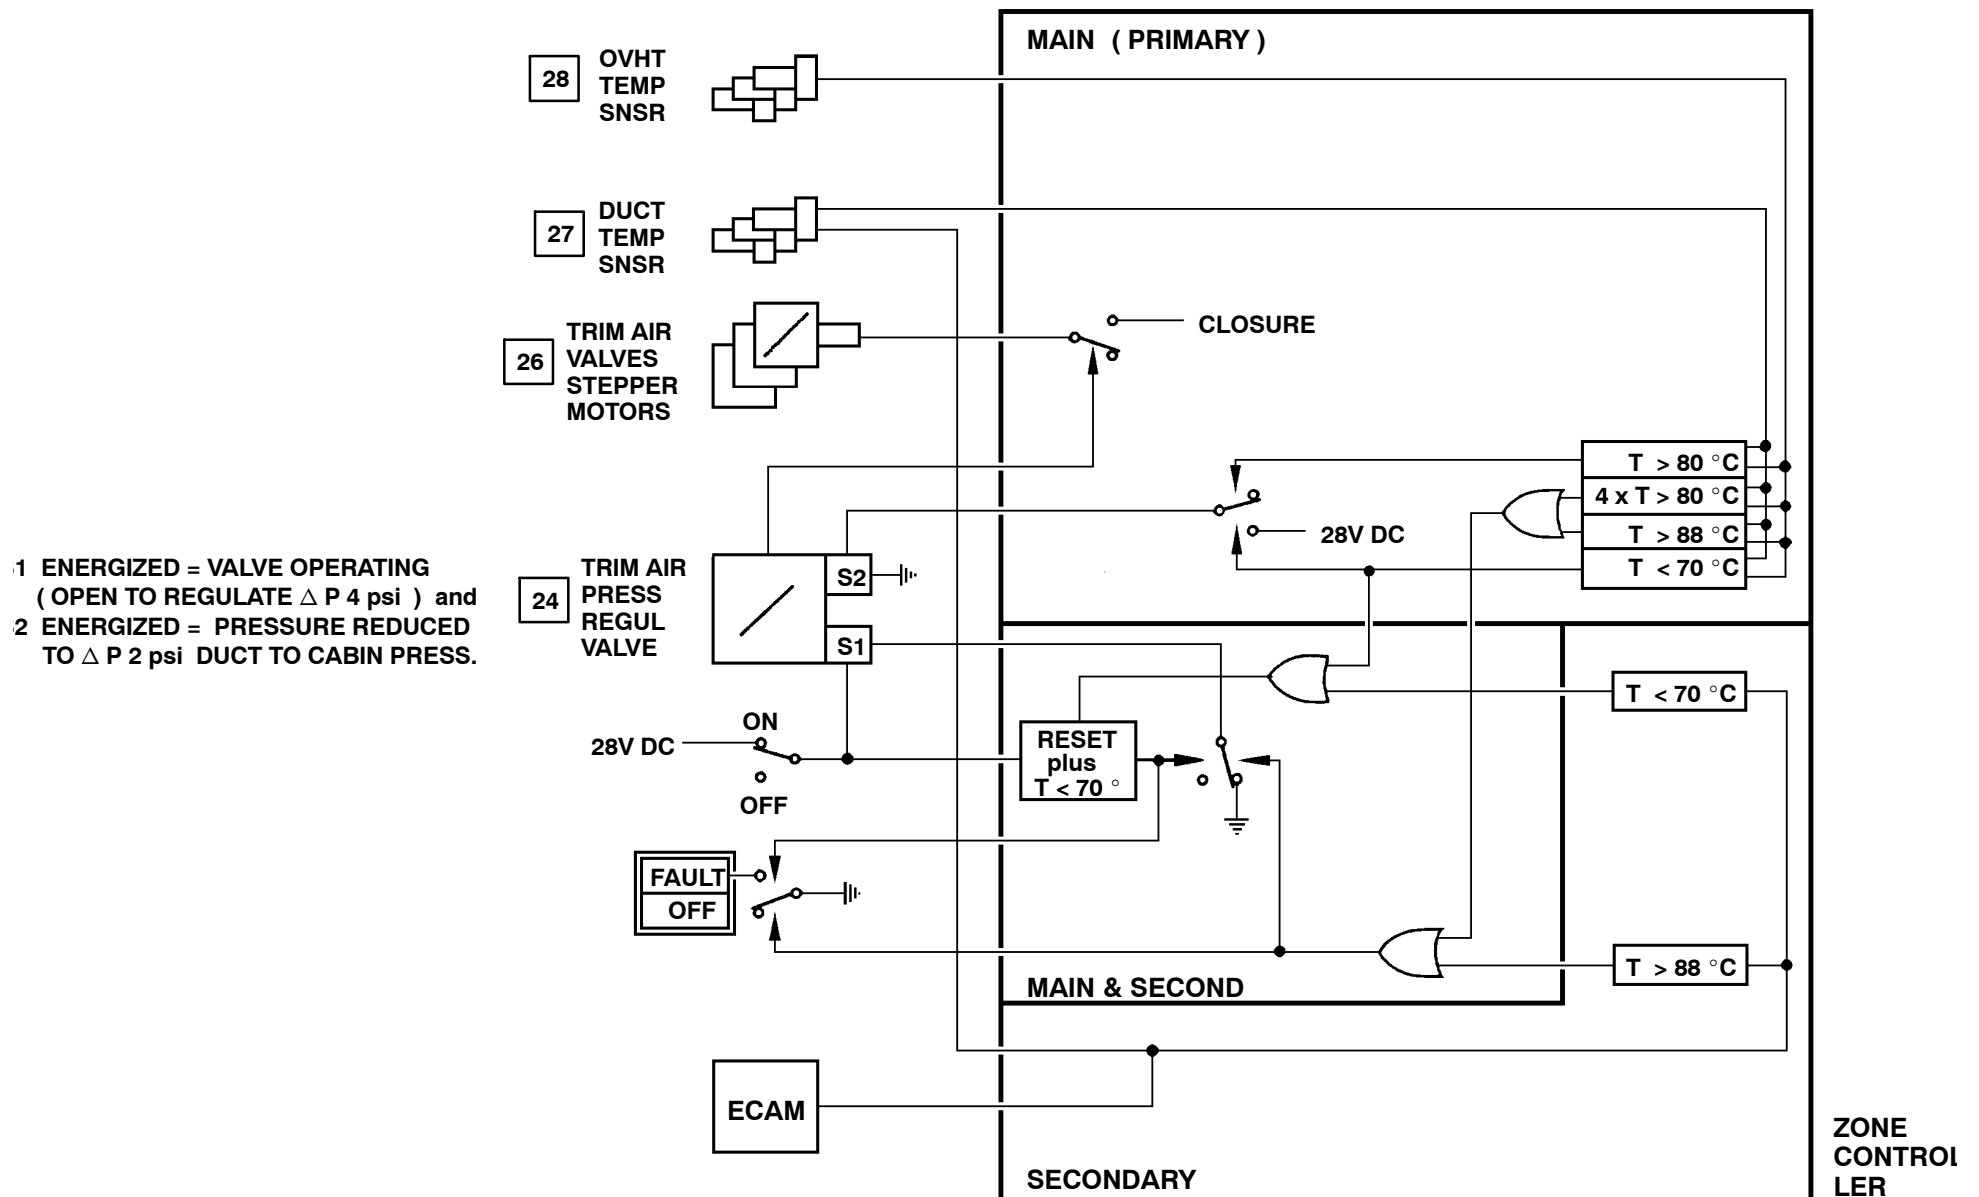 MAIN ( PRIMARY )
28
OVHT
TEMP
SNSR
27
DUCT
TEMP
SNSR
26
TRIM AIR
VALVES
STEPPER
MOTORS
CLOSURE
T > 80 °C
4 x T > 80 °C
T > 88 °C
T < 70 °C
28V DC
1 ENERGIZED = VALVE OPERATING
( OPEN TO REGULATE △ P 4 psi ) and
2 ENERGIZED = PRESSURE REDUCED
TO △ P 2 psi DUCT TO CABIN PRESS.
24
TRIM AIR
PRESS
REGUL
VALVE
S2
S1
T < 70 °C
ON
28V DC
OFF
RESET
plus
T < 70 °
FAULT
OFF
T > 88 °C
MAIN & SECOND
ECAM
SECONDARY
ZONE
CONTROL
LER